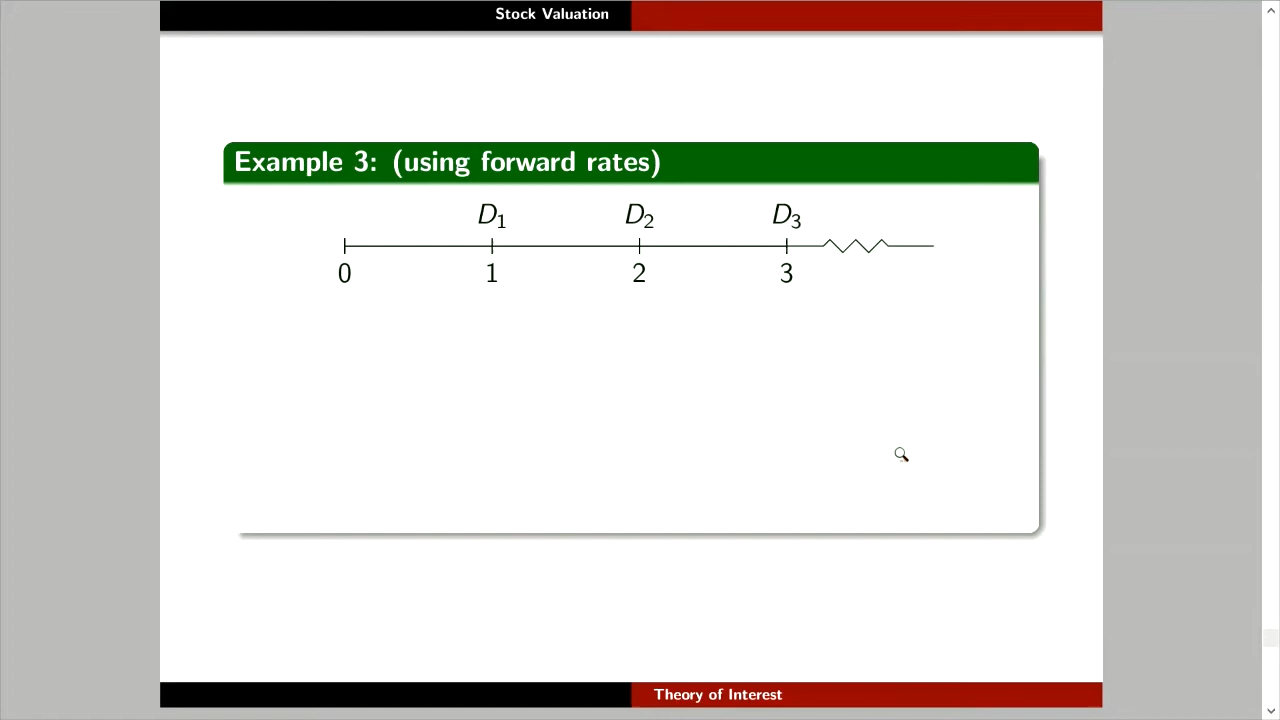 Stock Valuation
Example 3: (using forward rates)
D₁ D₂ D₃
0 1 2 3
Theory of Interest